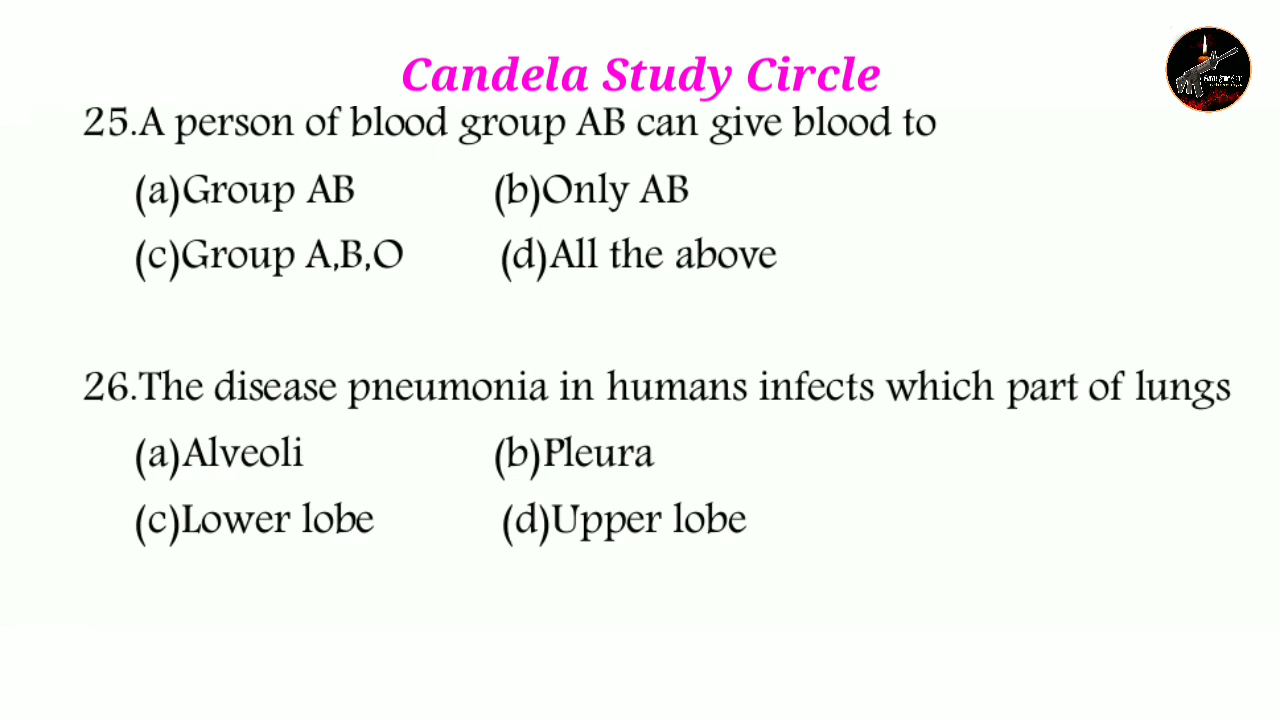 Candela Study Circle
25.A person of blood group AB can give blood to
(a)Group AB (b)Only AB
(c)Group A,B,O (d)All the above
26.The disease pneumonia in humans infects which part of lungs
(a)Alveoli (b)Pleura
(c)Lower lobe (d)Upper lobe